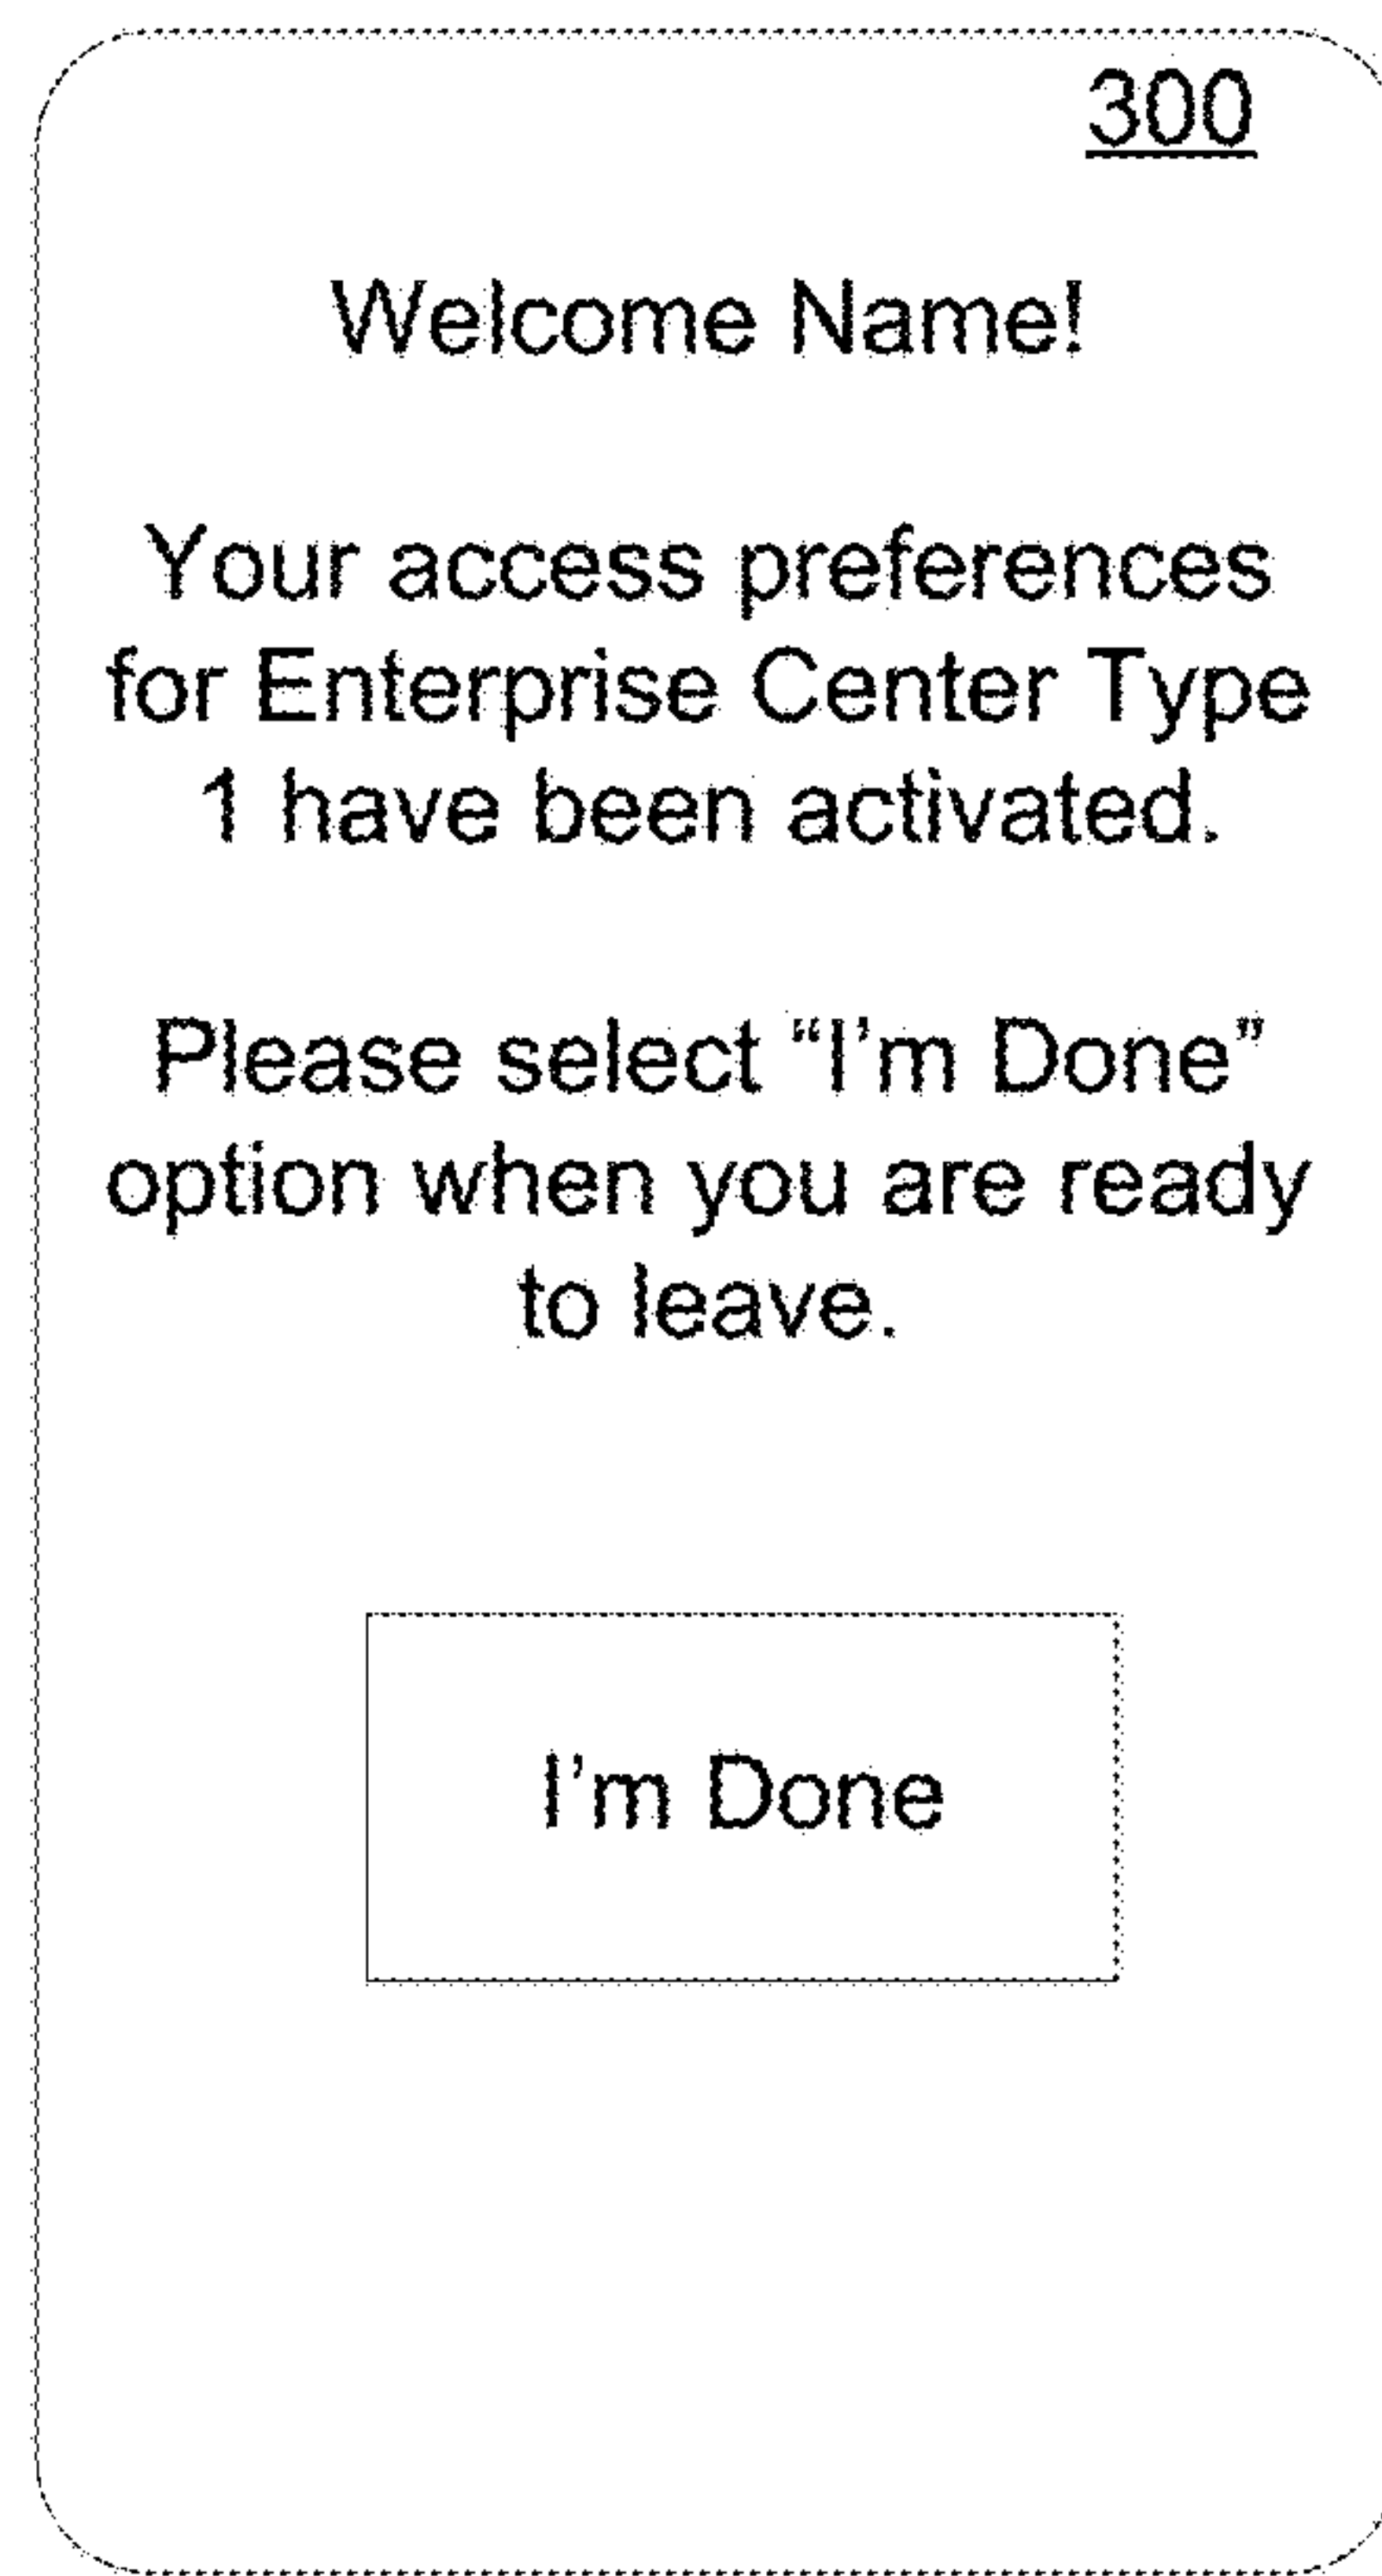 300
Welcome Name!
Your access preferences
for Enterprise Center Type
1 have been activated.
Please select “I’m Done”
option when you are ready
to leave.
I’m Done